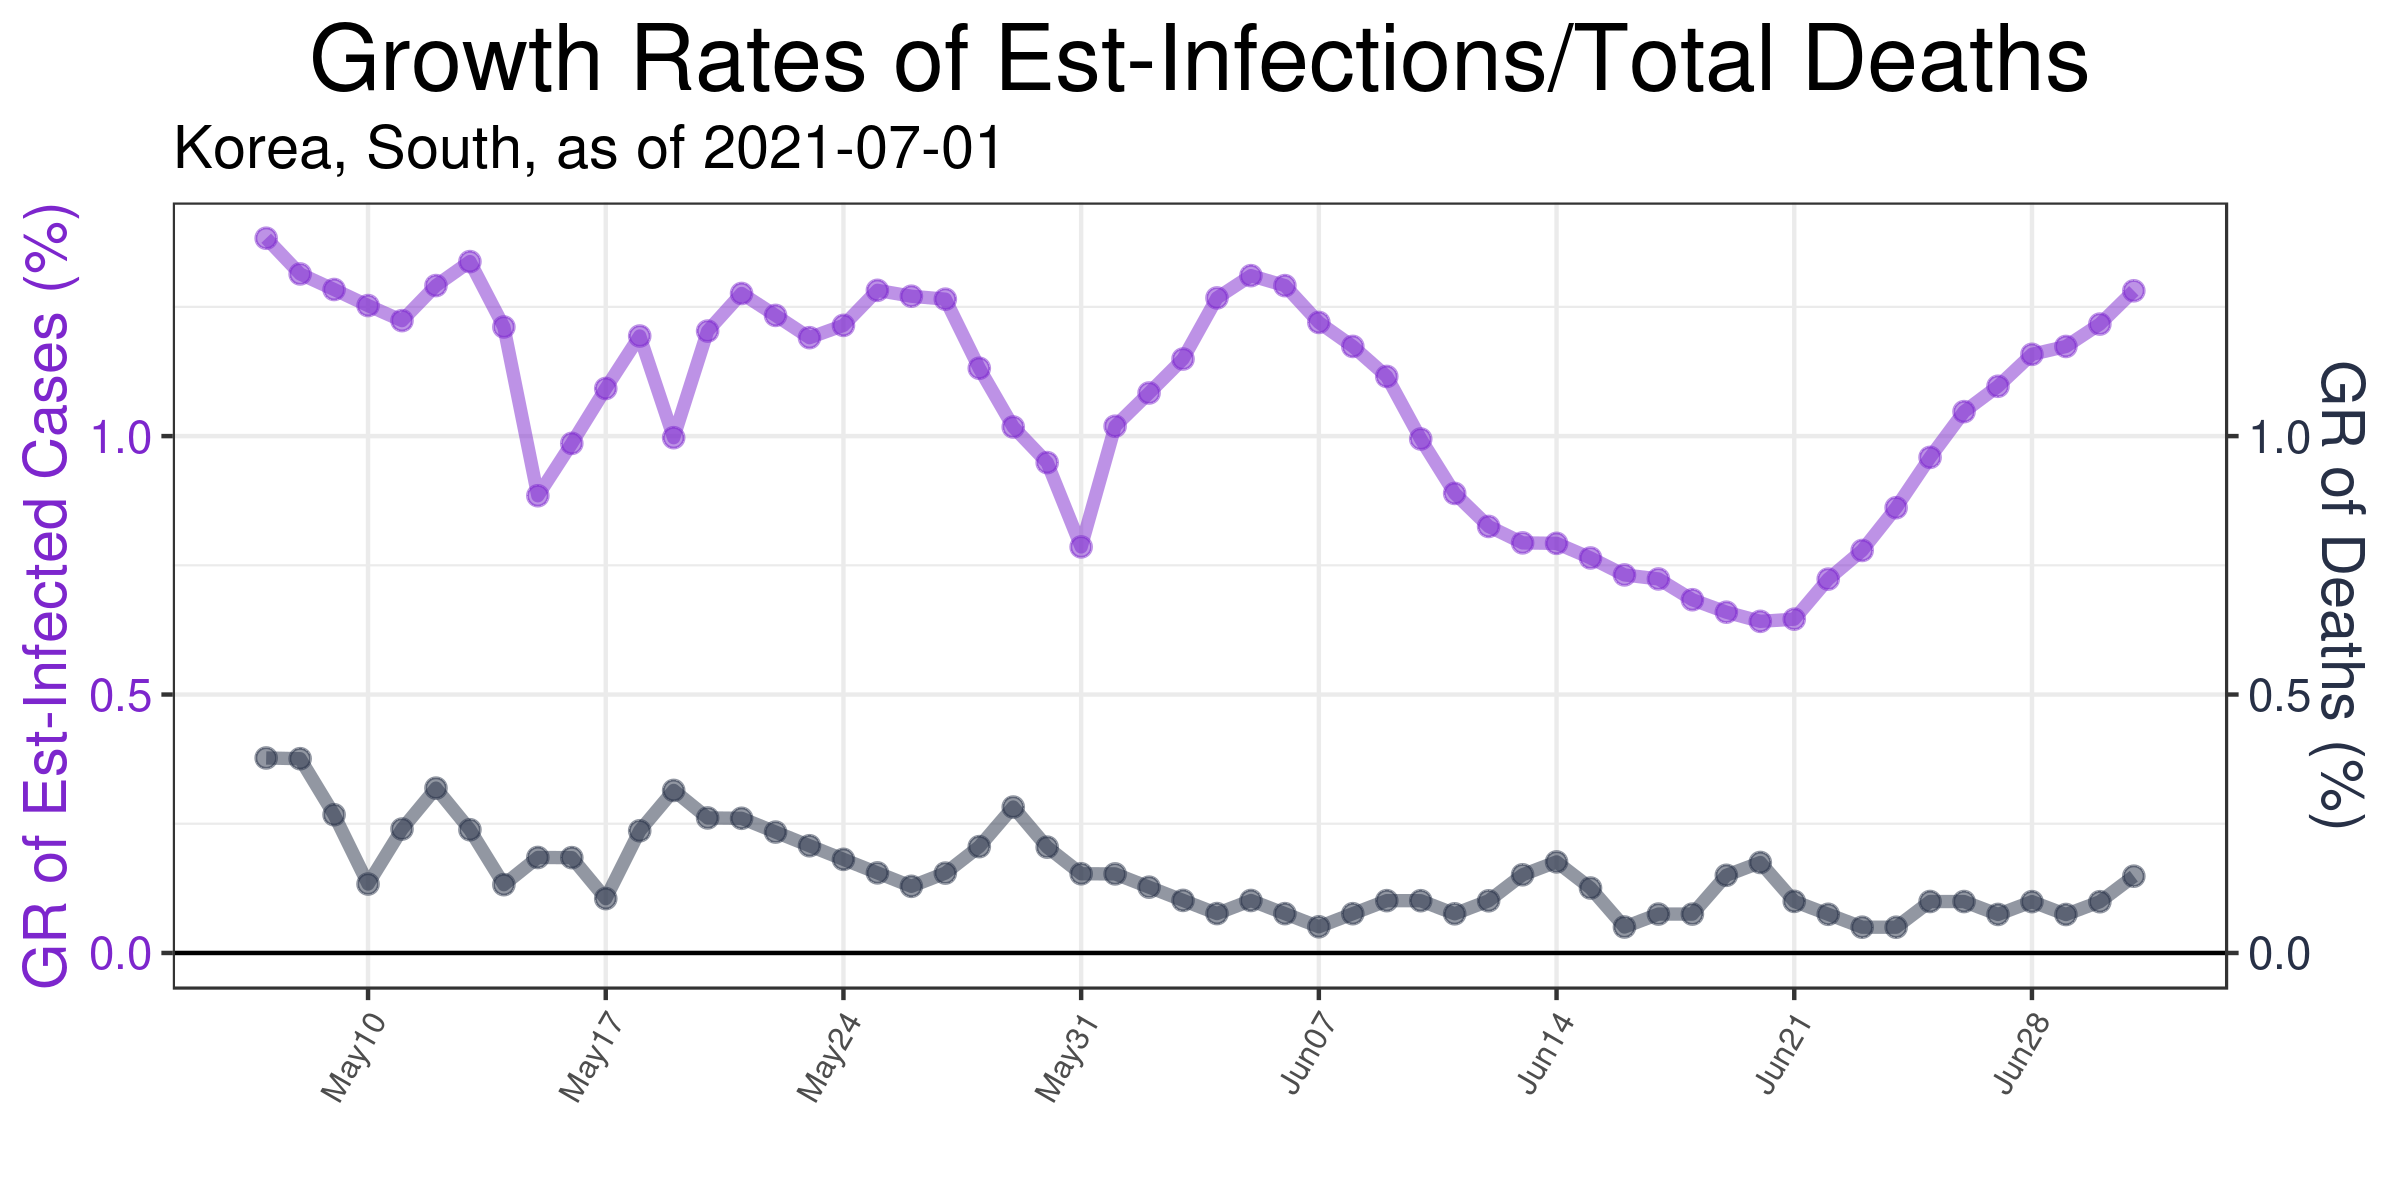 Growth Rates of Est-Infections/Total Deaths
Korea, South, as of 2021-07-01
GR of Est-Infected Cases (%)
1.0
0.5
0.0
GR of Deaths (%)
1.0
0.5
0.0
May10
May17
May24
May31
Jun07
Jun14
Jun21
Jun28